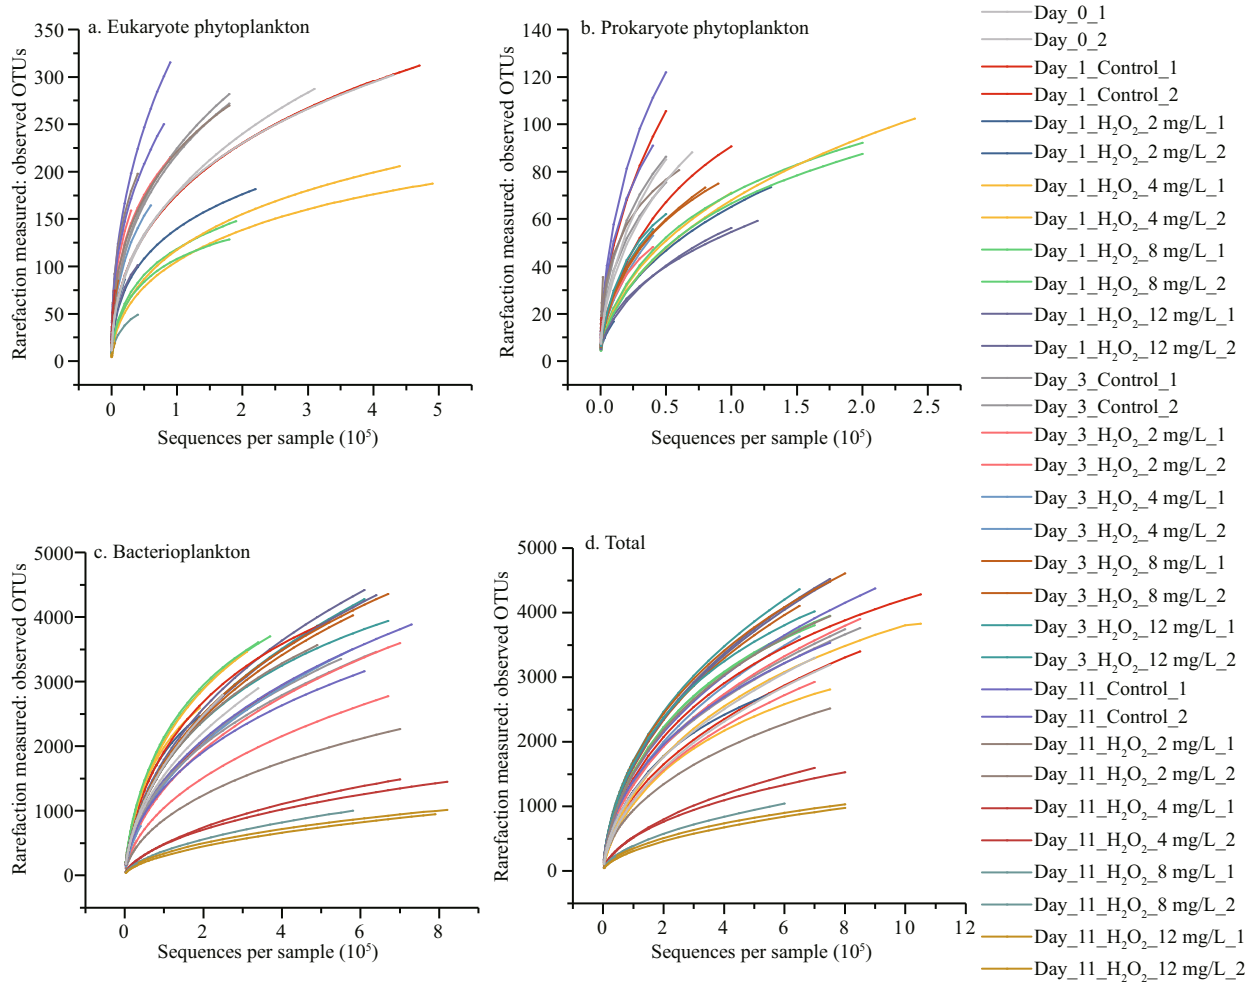 a. Eukaryote phytoplankton
Rarefaction measured: observed OTUs
350
300
250
200
150
100
50
0
0 1 2 3 4 5
Sequences per sample (10⁵)
b. Prokaryote phytoplankton
Rarefaction measured: observed OTUs
140
120
100
80
60
40
20
0
0.0 0.5 1.0 1.5 2.0 2.5
Sequences per sample (10⁵)
c. Bacterioplankton
Rarefaction measured: observed OTUs
5000
4000
3000
2000
1000
0
0 2 4 6 8
Sequences per sample (10⁵)
d. Total
Rarefaction measured: observed OTUs
5000
4000
3000
2000
1000
0
0 2 4 6 8 10 12
Sequences per sample (10⁵)
Day_0_1
Day_0_2
Day_1_Control_1
Day_1_Control_2
Day_1_H₂O₂_2 mg/L_1
Day_1_H₂O₂_2 mg/L_2
Day_1_H₂O₂_4 mg/L_1
Day_1_H₂O₂_4 mg/L_2
Day_1_H₂O₂_8 mg/L_1
Day_1_H₂O₂_8 mg/L_2
Day_1_H₂O₂_12 mg/L_1
Day_1_H₂O₂_12 mg/L_2
Day_3_Control_1
Day_3_Control_2
Day_3_H₂O₂_2 mg/L_1
Day_3_H₂O₂_2 mg/L_2
Day_3_H₂O₂_4 mg/L_1
Day_3_H₂O₂_4 mg/L_2
Day_3_H₂O₂_8 mg/L_1
Day_3_H₂O₂_8 mg/L_2
Day_3_H₂O₂_12 mg/L_1
Day_3_H₂O₂_12 mg/L_2
Day_11_Control_1
Day_11_Control_2
Day_11_H₂O₂_2 mg/L_1
Day_11_H₂O₂_2 mg/L_2
Day_11_H₂O₂_4 mg/L_1
Day_11_H₂O₂_4 mg/L_2
Day_11_H₂O₂_8 mg/L_1
Day_11_H₂O₂_8 mg/L_2
Day_11_H₂O₂_12 mg/L_1
Day_11_H₂O₂_12 mg/L_2